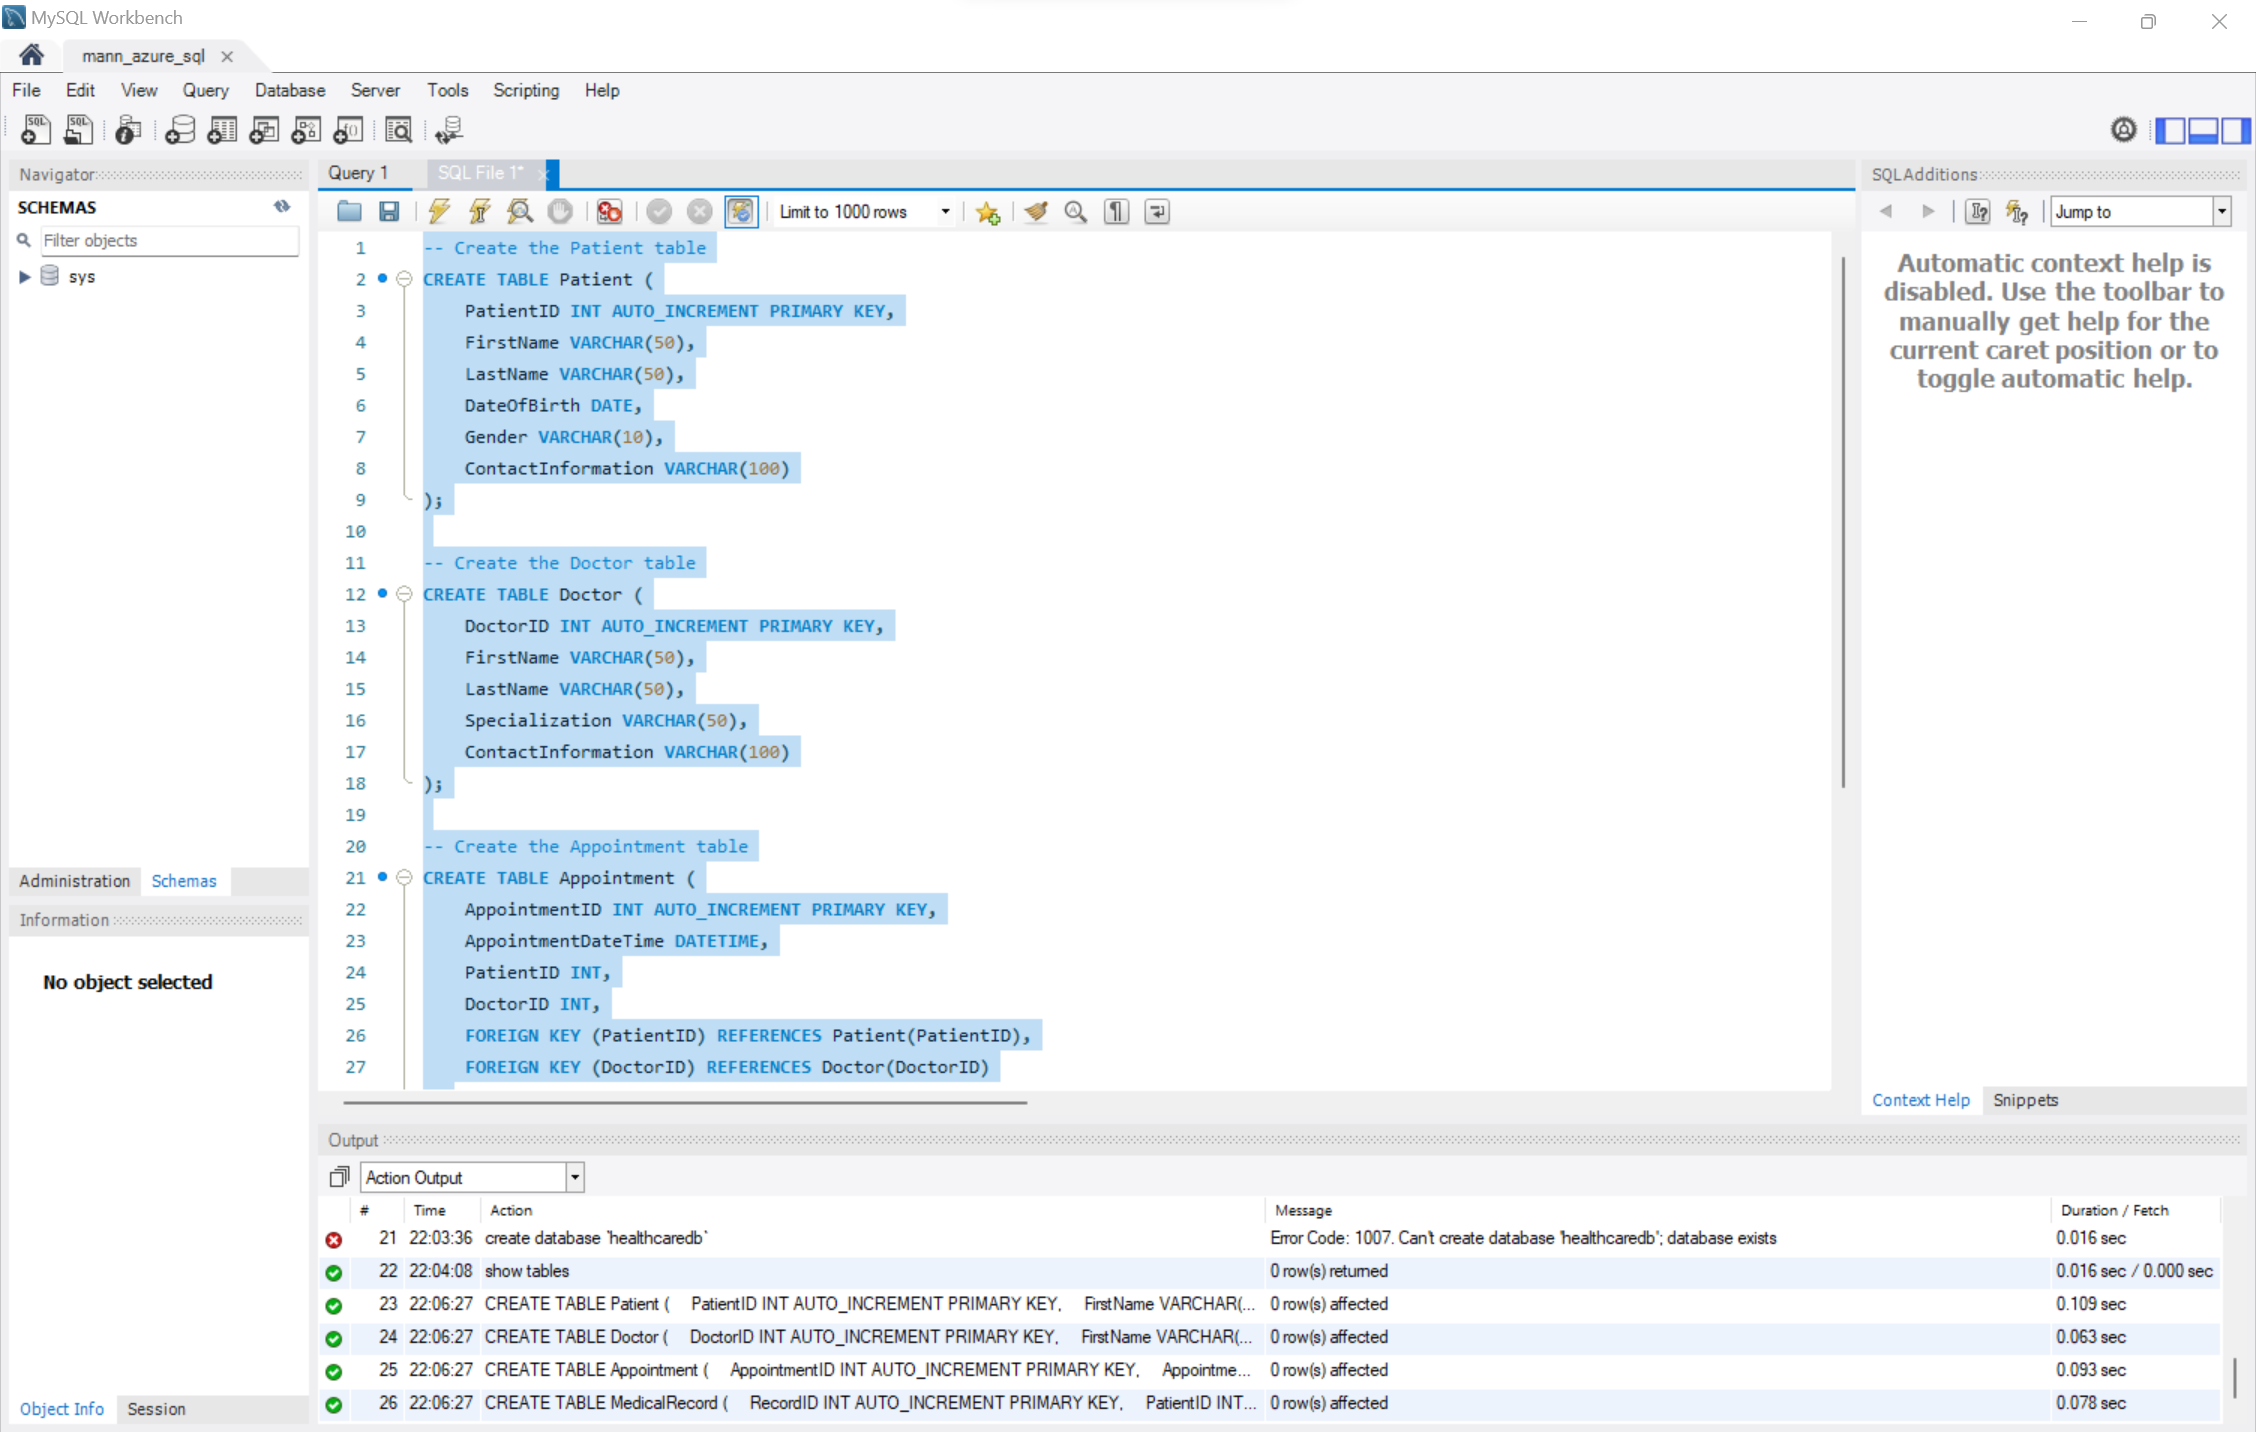 MySQL Workbench
mann_azure_sql
File Edit View Query Database Server Tools Scripting Help
Navigator
SCHEMAS
Filter objects
sys
Administration Schemas
Information
No object selected
Object Info Session
Query 1 SQL File 1*
Limit to 1000 rows
1 -- Create the Patient table
2 CREATE TABLE Patient (
3 PatientID INT AUTO_INCREMENT PRIMARY KEY,
4 FirstName VARCHAR(50),
5 LastName VARCHAR(50),
6 DateOfBirth DATE,
7 Gender VARCHAR(10),
8 ContactInformation VARCHAR(100)
9 );
10
11 -- Create the Doctor table
12 CREATE TABLE Doctor (
13 DoctorID INT AUTO_INCREMENT PRIMARY KEY,
14 FirstName VARCHAR(50),
15 LastName VARCHAR(50),
16 Specialization VARCHAR(50),
17 ContactInformation VARCHAR(100)
18 );
19
20 -- Create the Appointment table
21 CREATE TABLE Appointment (
22 AppointmentID INT AUTO_INCREMENT PRIMARY KEY,
23 AppointmentDateTime DATETIME,
24 PatientID INT,
25 DoctorID INT,
26 FOREIGN KEY (PatientID) REFERENCES Patient(PatientID),
27 FOREIGN KEY (DoctorID) REFERENCES Doctor(DoctorID)
SQLAdditions
Jump to
Automatic context help is
disabled. Use the toolbar to
manually get help for the
current caret position or to
toggle automatic help.
Context Help Snippets
Output
Action Output
# Time Action Message Duration / Fetch
21 22:03:36 create database `healthcaredb` Error Code: 1007. Can't create database 'healthcaredb'; database exists 0.016 sec
22 22:04:08 show tables 0 row(s) returned 0.016 sec / 0.000 sec
23 22:06:27 CREATE TABLE Patient ( PatientID INT AUTO_INCREMENT PRIMARY KEY, FirstName VARCHAR(... 0 row(s) affected 0.109 sec
24 22:06:27 CREATE TABLE Doctor ( DoctorID INT AUTO_INCREMENT PRIMARY KEY, FirstName VARCHAR(... 0 row(s) affected 0.063 sec
25 22:06:27 CREATE TABLE Appointment ( AppointmentID INT AUTO_INCREMENT PRIMARY KEY, Appointme... 0 row(s) affected 0.093 sec
26 22:06:27 CREATE TABLE MedicalRecord ( RecordID INT AUTO_INCREMENT PRIMARY KEY, PatientID INT... 0 row(s) affected 0.078 sec